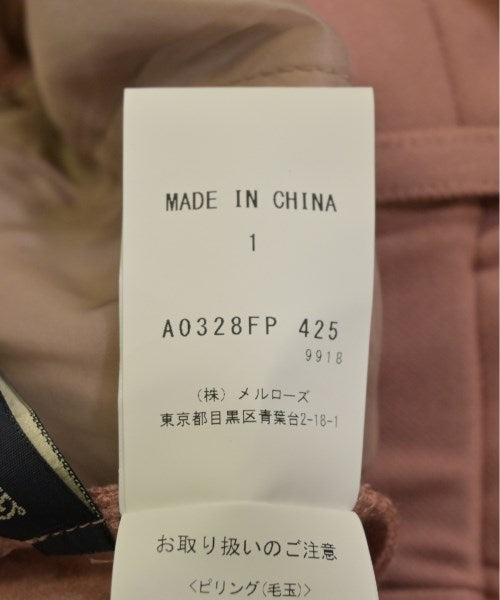 MADE IN CHINA
1
A0328FP 425
9918
(株) メルローズ
東京都目黒区青葉台2-18-1
お取り扱いのご注意
<ピリング(毛玉)>